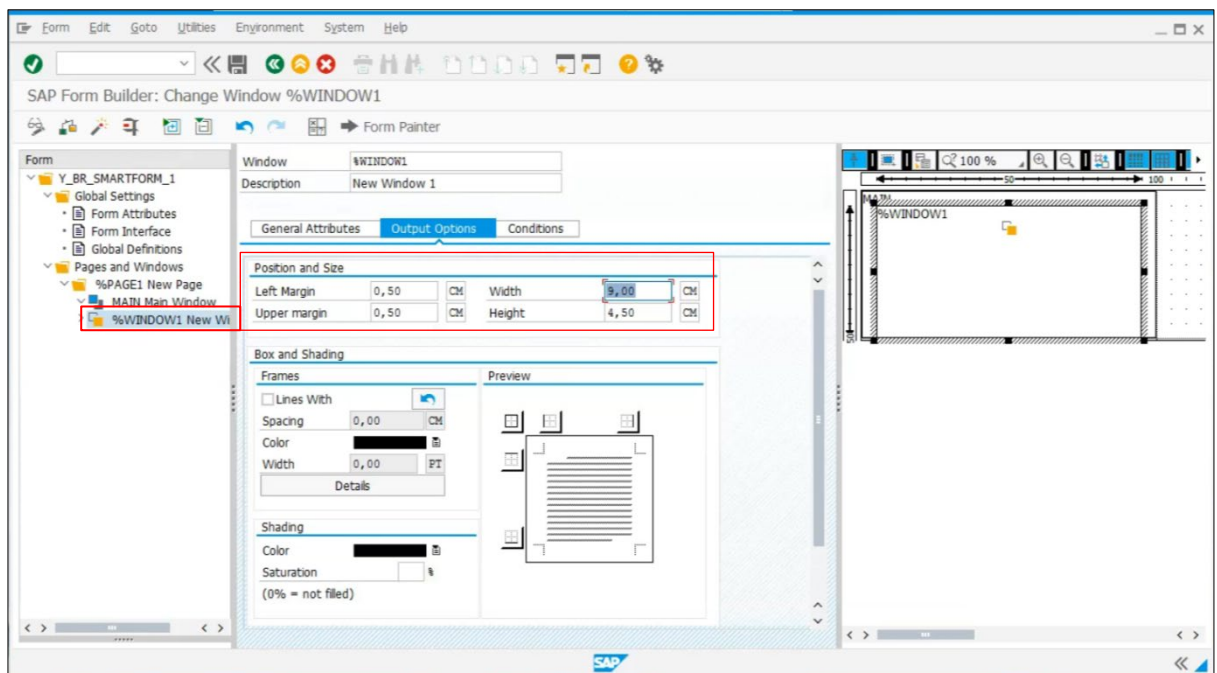 Form Edit Goto Utilities Environment System Help
SAP Form Builder: Change Window %WINDOW1
Form Painter
Form
Y_BR_SMARTFORM_1
Global Settings
Form Attributes
Form Interface
Global Definitions
Pages and Windows
%PAGE1 New Page
MAIN Main Window
%WINDOW1 New Wi
Window %WINDOW1
Description New Window 1
General Attributes Output Options Conditions
Position and Size
Left Margin 0,50 CM Width 9,00 CM
Upper margin 0,50 CM Height 4,50 CM
Box and Shading
Frames
Lines With
Spacing 0,00 CM
Color
Width 0,00 PT
Details
Preview
Shading
Color
Saturation %
(0% = not filled)
100 %
50 100
MAIN
%WINDOW1
50
SAP